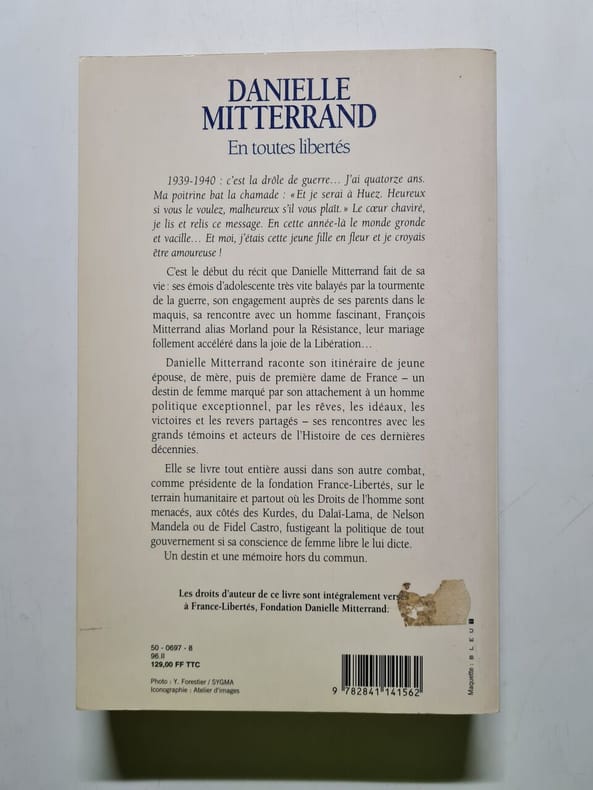 DANIELLE
MITTERRAND
En toutes libertés
1939-1940 : c'est la drôle de guerre… J'ai quatorze ans.
Ma poitrine bat la chamade : « Et je serai à Huez. Heureux
si vous le voulez, malheureux s'il vous plaît. » Le cœur chaviré,
je lis et relis ce message. En cette année-là le monde gronde
et vacille… Et moi, j'étais cette jeune fille en fleur et je croyais
être amoureuse !
C'est le début du récit que Danielle Mitterrand fait de sa
vie : ses émois d'adolescente très vite balayés par la tourmente
de la guerre, son engagement auprès de ses parents dans le
maquis, sa rencontre avec un homme fascinant, François
Mitterrand alias Morland pour la Résistance, leur mariage
follement accéléré dans la joie de la Libération…
Danielle Mitterrand raconte son itinéraire de jeune
épouse, de mère, puis de première dame de France – un
destin de femme marqué par son attachement à un homme
politique exceptionnel, par les rêves, les idéaux, les
victoires et les revers partagés – ses rencontres avec les
grands témoins et acteurs de l'Histoire de ces dernières
décennies.
Elle se livre tout entière aussi dans son autre combat,
comme présidente de la fondation France-Libertés, sur le
terrain humanitaire et partout où les Droits de l'homme sont
menacés, aux côtés des Kurdes, du Dalaï-Lama, de Nelson
Mandela ou de Fidel Castro, fustigeant la politique de tout
gouvernement si sa conscience de femme libre le lui dicte.
Un destin et une mémoire hors du commun.
Les droits d'auteur de ce livre sont intégralement versés
à France-Libertés, Fondation Danielle Mitterrand.
50 - 0697 - 8
96.II
129,00 FF TTC
Photo : Y. Forestier / SYGMA
Iconographie : Atelier d'images
9 782841 141562
Maquette : BLEU T